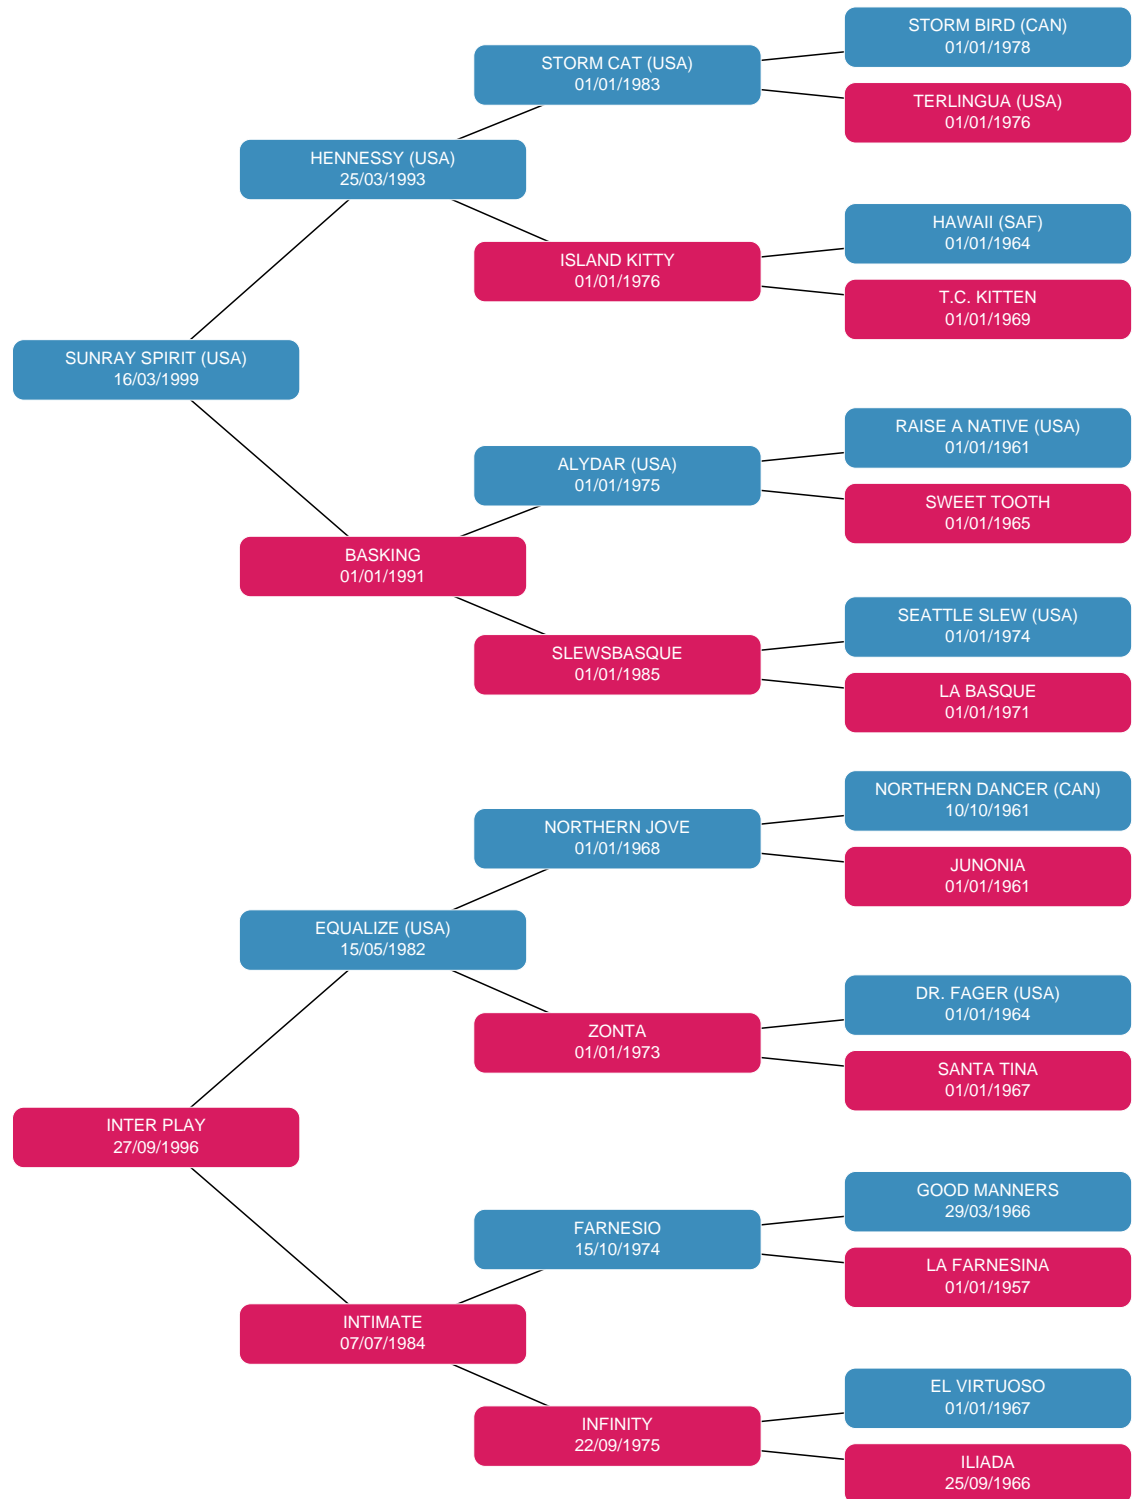 STORM BIRD (CAN)
01/01/1978
STORM CAT (USA)
01/01/1983
TERLINGUA (USA)
01/01/1976
HENNESSY (USA)
25/03/1993
HAWAII (SAF)
01/01/1964
ISLAND KITTY
01/01/1976
T.C. KITTEN
01/01/1969
SUNRAY SPIRIT (USA)
16/03/1999
RAISE A NATIVE (USA)
01/01/1961
ALYDAR (USA)
01/01/1975
SWEET TOOTH
01/01/1965
BASKING
01/01/1991
SEATTLE SLEW (USA)
01/01/1974
SLEWSBASQUE
01/01/1985
LA BASQUE
01/01/1971
NORTHERN DANCER (CAN)
10/10/1961
NORTHERN JOVE
01/01/1968
JUNONIA
01/01/1961
EQUALIZE (USA)
15/05/1982
DR. FAGER (USA)
01/01/1964
ZONTA
01/01/1973
SANTA TINA
01/01/1967
INTER PLAY
27/09/1996
GOOD MANNERS
29/03/1966
FARNESIO
15/10/1974
LA FARNESINA
01/01/1957
INTIMATE
07/07/1984
EL VIRTUOSO
01/01/1967
INFINITY
22/09/1975
ILIADA
25/09/1966